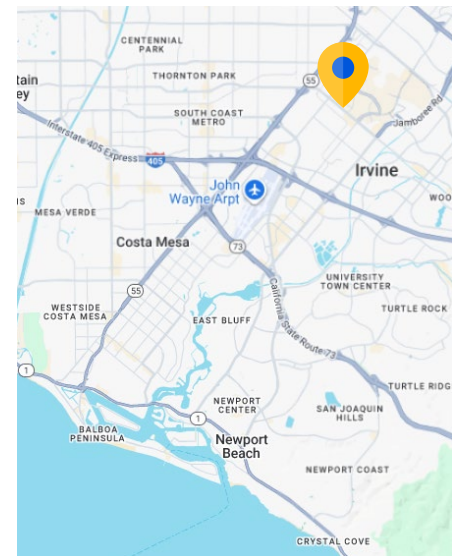 CENTENNIAL
PARK
THORNTON PARK
55
tain
ey
SOUTH COAST
METRO
Jamboree Rd
Interstate 405 Express
405
Irvine
John
Wayne Arpt
WOO
US
MESA VERDE
Costa Mesa
73
UNIVERSITY
TOWN CENTER
55
California State Route 73
WESTSIDE
COSTA MESA
EAST BLUFF
TURTLE ROCK
1
TURTLE RIDG
NEWPORT
CENTER
SAN JOAQUIN
HILLS
1
BALBOA
PENINSULA
Newport
Beach
NEWPORT COAST
CRYSTAL COVE